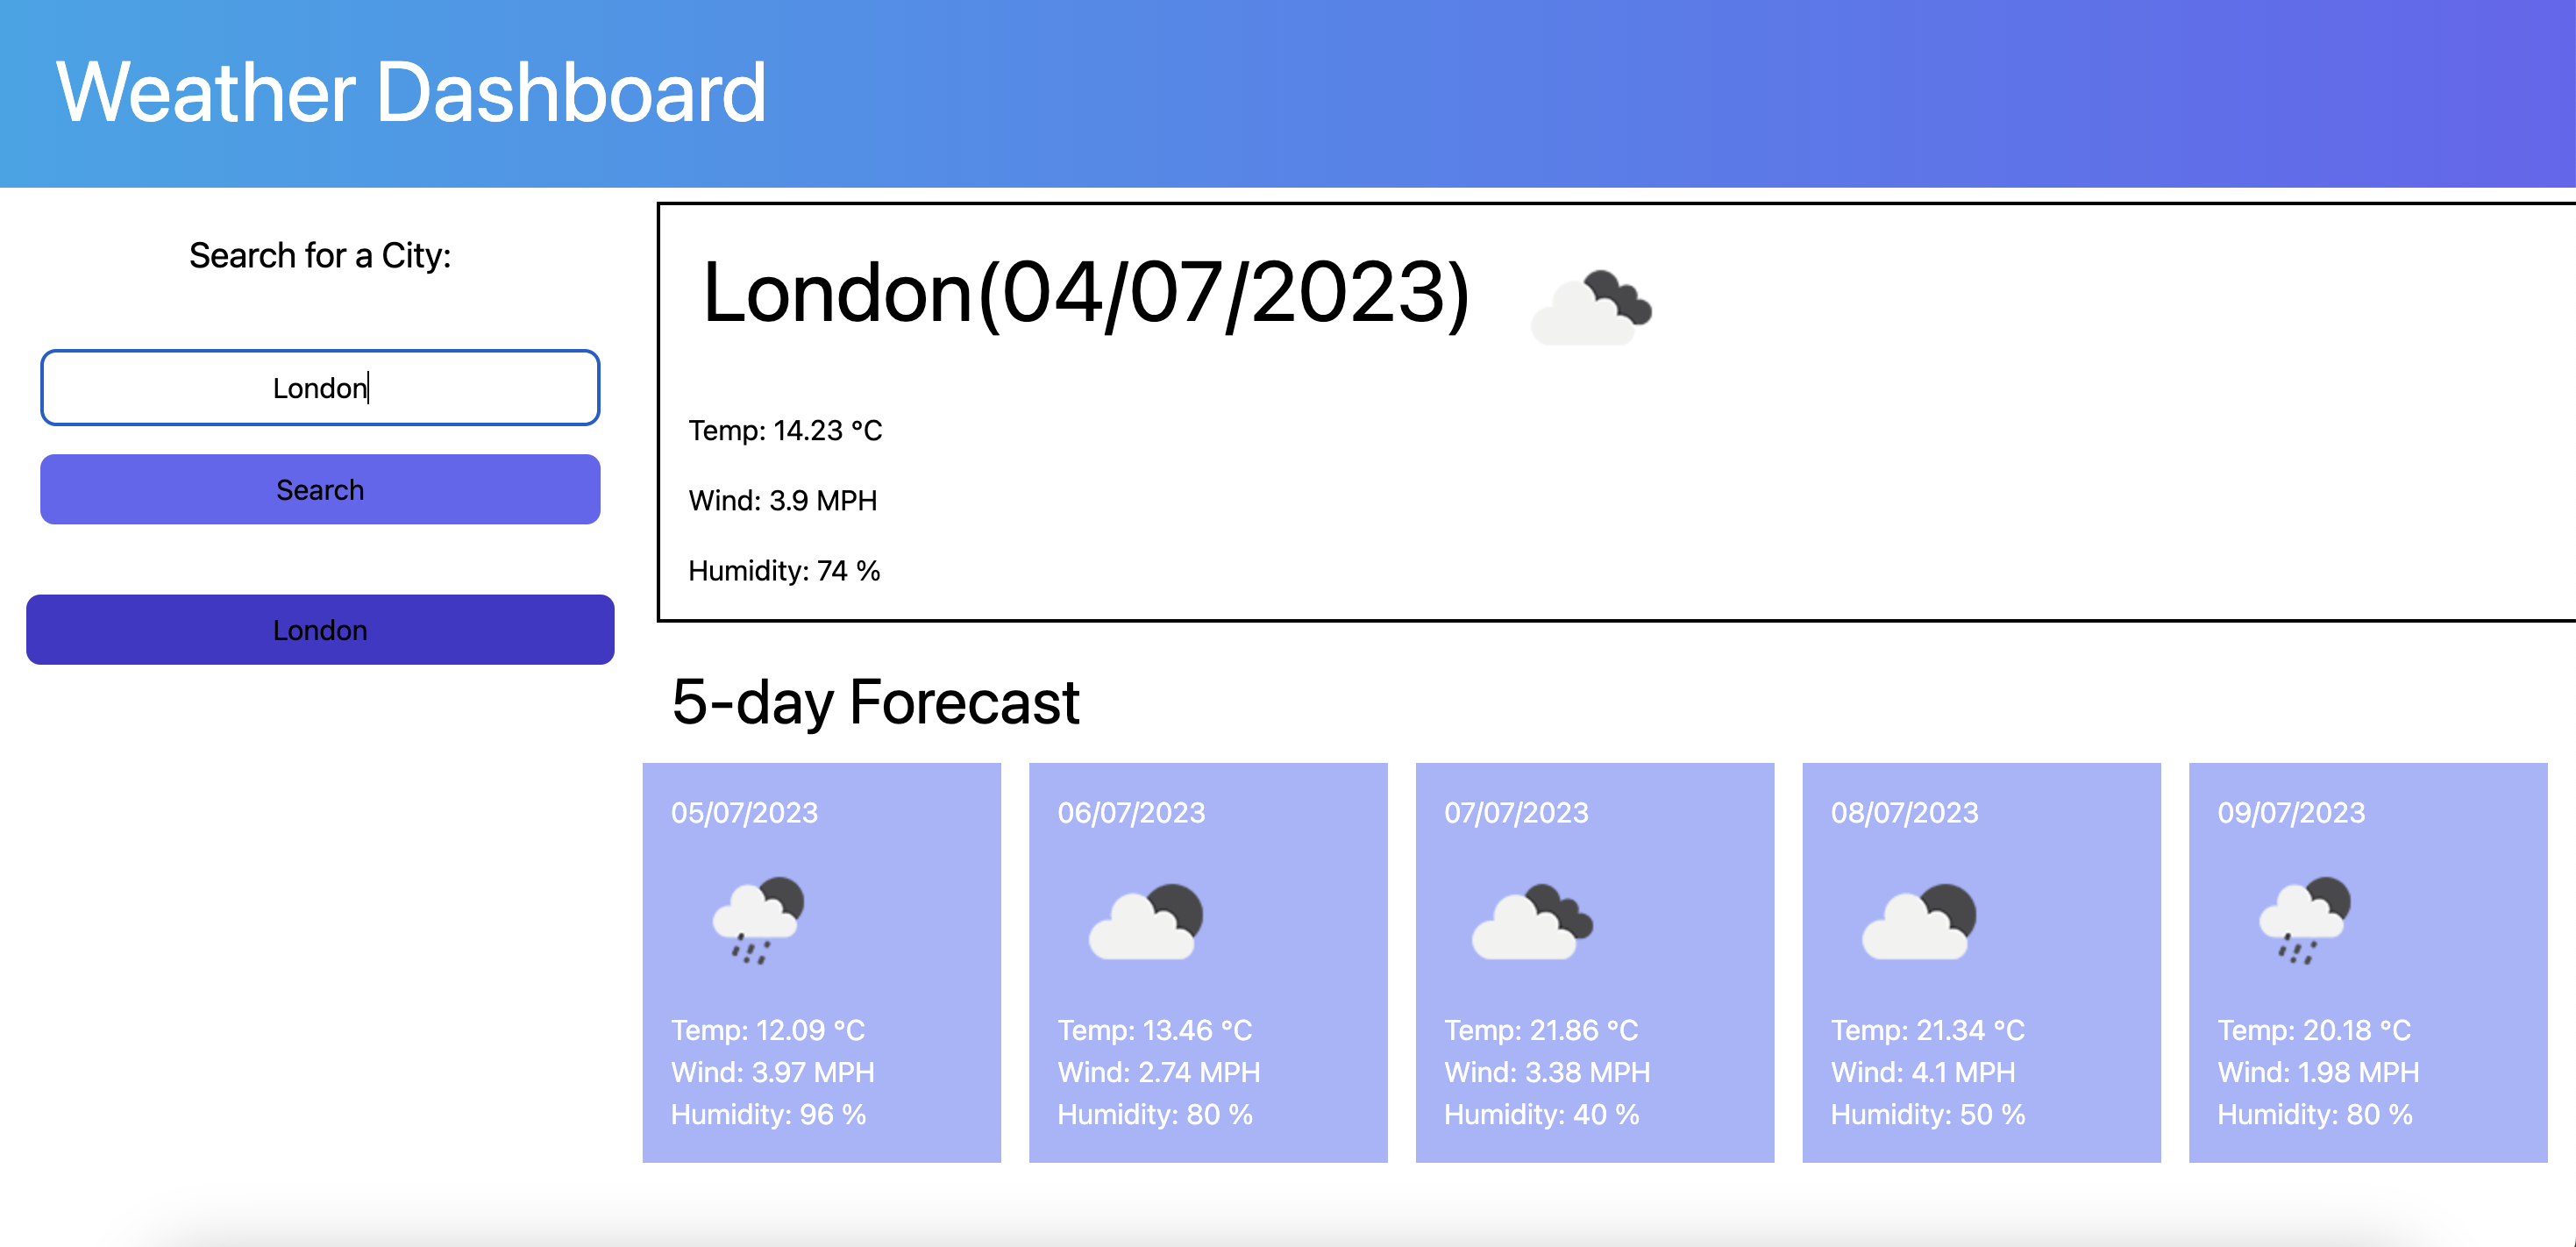 Weather Dashboard
Search for a City:
London
Search
London
London(04/07/2023)
Temp: 14.23 °C
Wind: 3.9 MPH
Humidity: 74 %
5-day Forecast
05/07/2023
Temp: 12.09 °C
Wind: 3.97 MPH
Humidity: 96 %
06/07/2023
Temp: 13.46 °C
Wind: 2.74 MPH
Humidity: 80 %
07/07/2023
Temp: 21.86 °C
Wind: 3.38 MPH
Humidity: 40 %
08/07/2023
Temp: 21.34 °C
Wind: 4.1 MPH
Humidity: 50 %
09/07/2023
Temp: 20.18 °C
Wind: 1.98 MPH
Humidity: 80 %